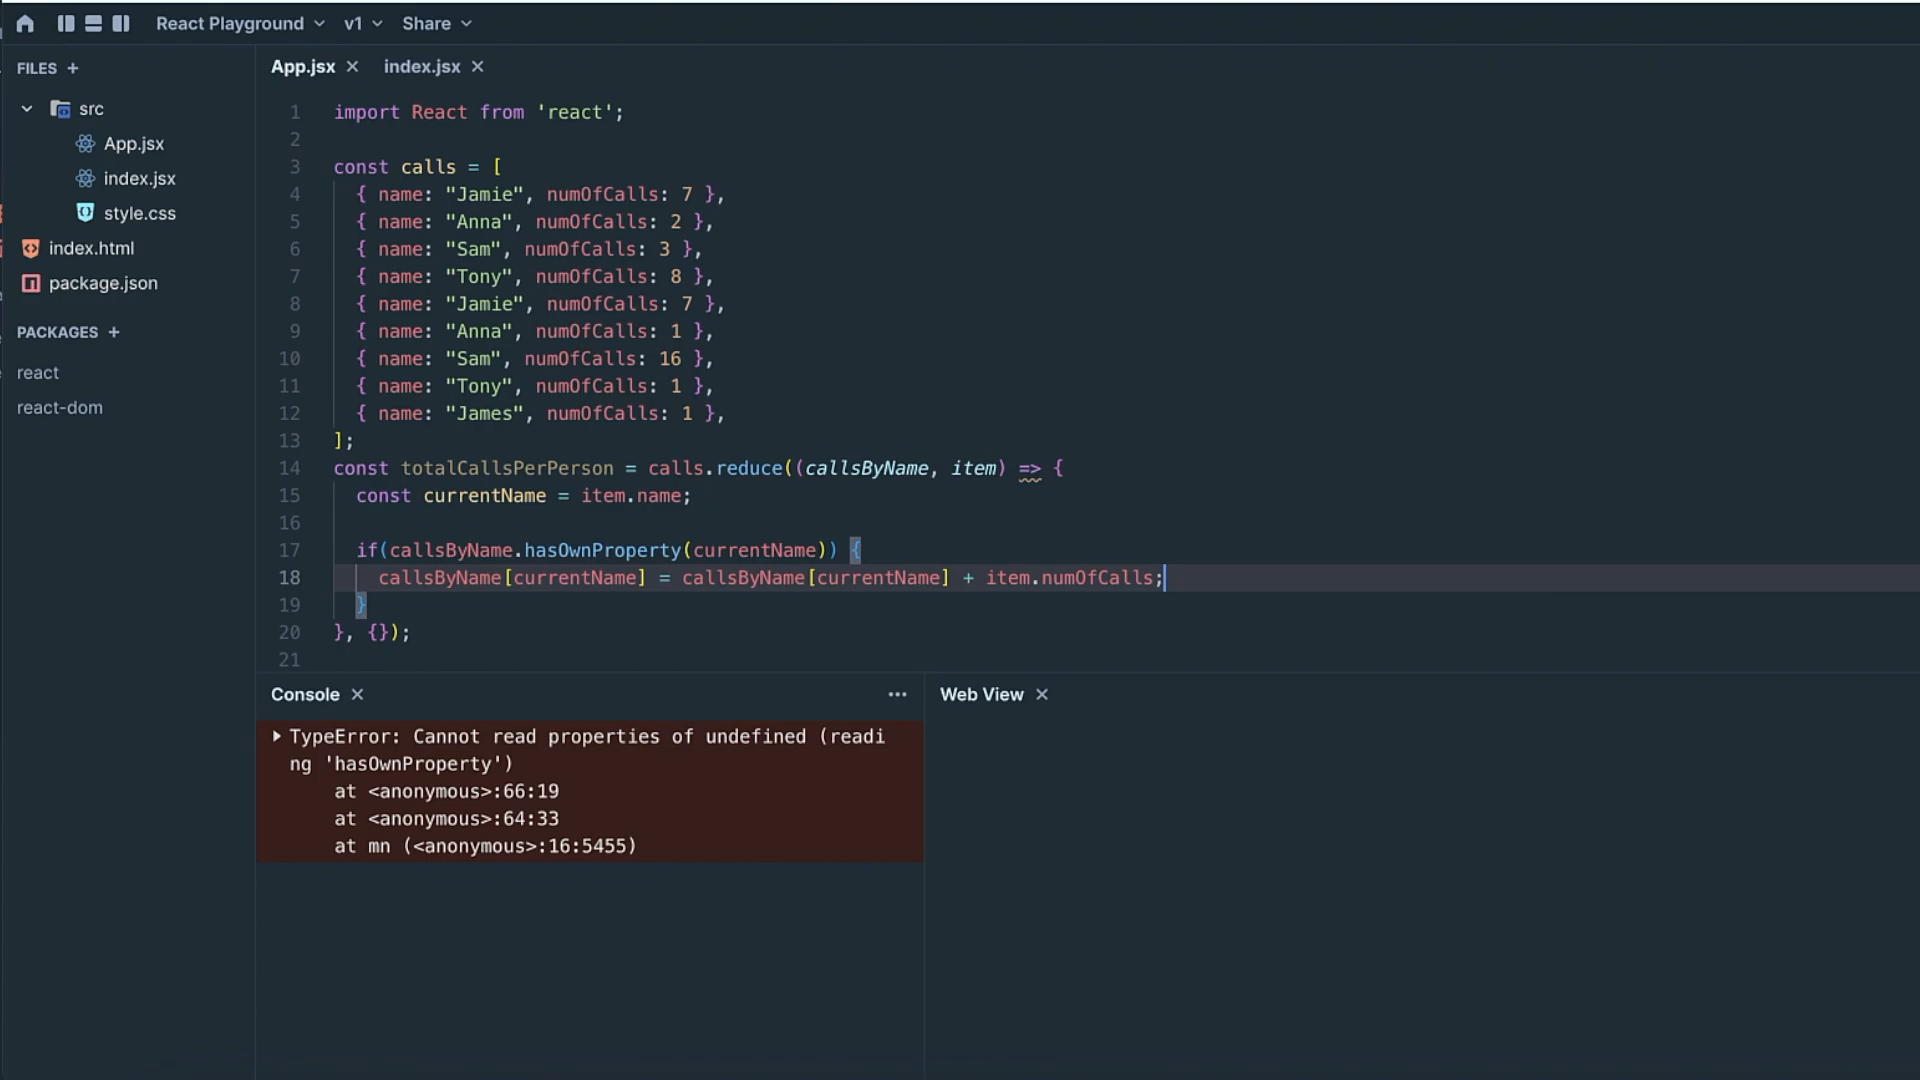 React Playground v1 Share
FILES +
src
App.jsx
index.jsx
style.css
index.html
package.json
PACKAGES +
react
react-dom
App.jsx × index.jsx ×
1 import React from 'react';
2
3 const calls = [
4 { name: "Jamie", numOfCalls: 7 },
5 { name: "Anna", numOfCalls: 2 },
6 { name: "Sam", numOfCalls: 3 },
7 { name: "Tony", numOfCalls: 8 },
8 { name: "Jamie", numOfCalls: 7 },
9 { name: "Anna", numOfCalls: 1 },
10 { name: "Sam", numOfCalls: 16 },
11 { name: "Tony", numOfCalls: 1 },
12 { name: "James", numOfCalls: 1 },
13 ];
14 const totalCallsPerPerson = calls.reduce((callsByName, item) => {
15 const currentName = item.name;
16
17 if(callsByName.hasOwnProperty(currentName)) {
18 callsByName[currentName] = callsByName[currentName] + item.numOfCalls;
19 }
20 }, {});
21
Console ×
TypeError: Cannot read properties of undefined (readi
ng 'hasOwnProperty')
at <anonymous>:66:19
at <anonymous>:64:33
at mn (<anonymous>:16:5455)
Web View ×